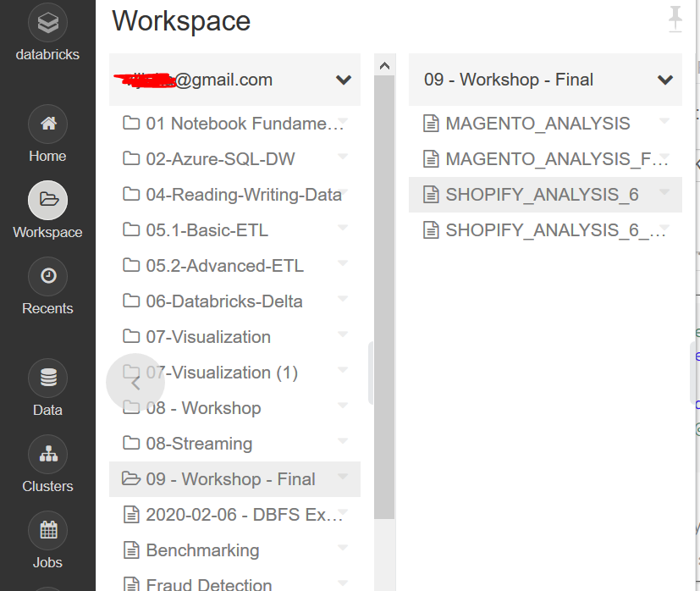 Workspace
databricks
Home
Workspace
Recents
Data
Clusters
Jobs
@gmail.com
01 Notebook Fundame...
02-Azure-SQL-DW
04-Reading-Writing-Data
05.1-Basic-ETL
05.2-Advanced-ETL
06-Databricks-Delta
07-Visualization
07-Visualization (1)
08 - Workshop
08-Streaming
09 - Workshop - Final
2020-02-06 - DBFS Ex...
Benchmarking
Fraud Detection
09 - Workshop - Final
MAGENTO_ANALYSIS
MAGENTO_ANALYSIS_F...
SHOPIFY_ANALYSIS_6
SHOPIFY_ANALYSIS_6_...